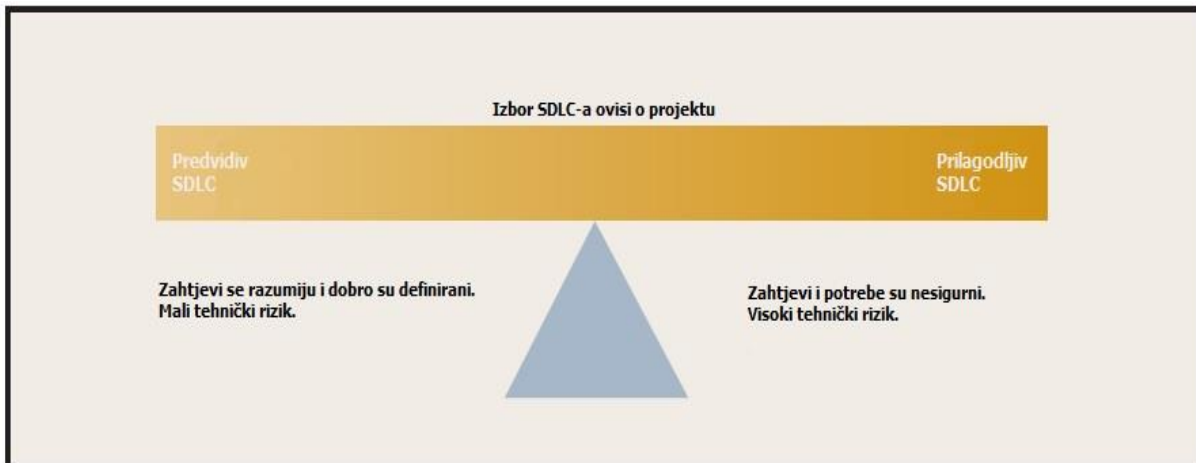 Izbor SDLC-a ovisi o projektu
Predvidiv
SDLC
Prilagodljiv
SDLC
Zahtjevi se razumiju i dobro su definirani.
Mali tehnički rizik.
Zahtjevi i potrebe su nesigurni.
Visoki tehnički rizik.